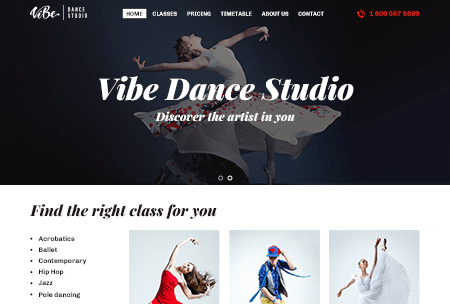 ViBe DANCE STUDIO
HOME CLASSES PRICING TIMETABLE ABOUT US CONTACT 1 800 567 8899
Vibe Dance Studio
Discover the artist in you
Find the right class for you
• Acrobatics
• Ballet
• Contemporary
• Hip Hop
• Jazz
• Pole dancing